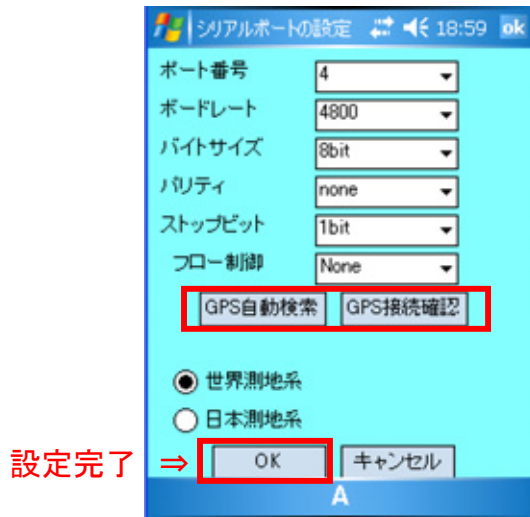 シリアルポートの設定 18:59 ok
ポート番号 4
ボードレート 4800
バイトサイズ 8bit
パリティ none
ストップビット 1bit
フロー制御 None
GPS自動検索 GPS接続確認
世界測地系
日本測地系
設定完了 ⇒ OK キャンセル
A